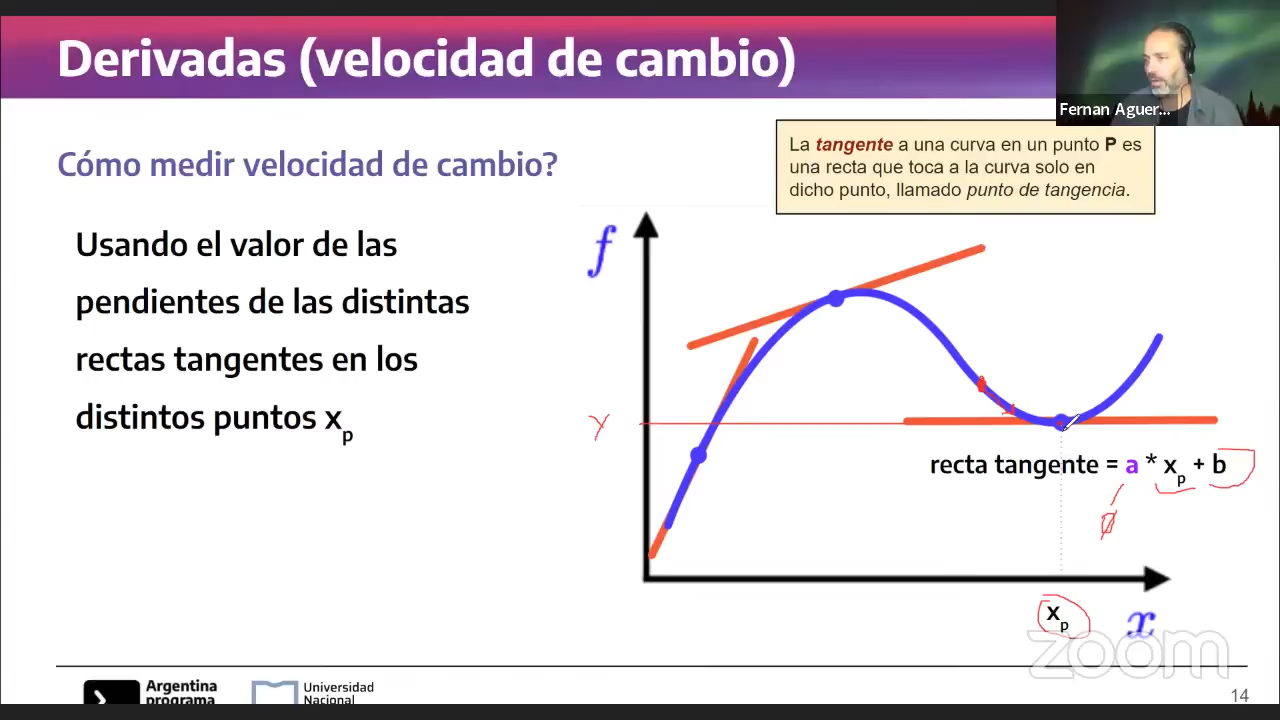 Derivadas (velocidad de cambio)
Fernan Aguer...
La tangente a una curva en un punto P es
una recta que toca a la curva solo en
dicho punto, llamado punto de tangencia.
Cómo medir velocidad de cambio?
Usando el valor de las
pendientes de las distintas
rectas tangentes en los
distintos puntos xp
f
Y
recta tangente = a * xp + b
0
xp
x
zoom
Argentina
programa
Universidad
Nacional
14